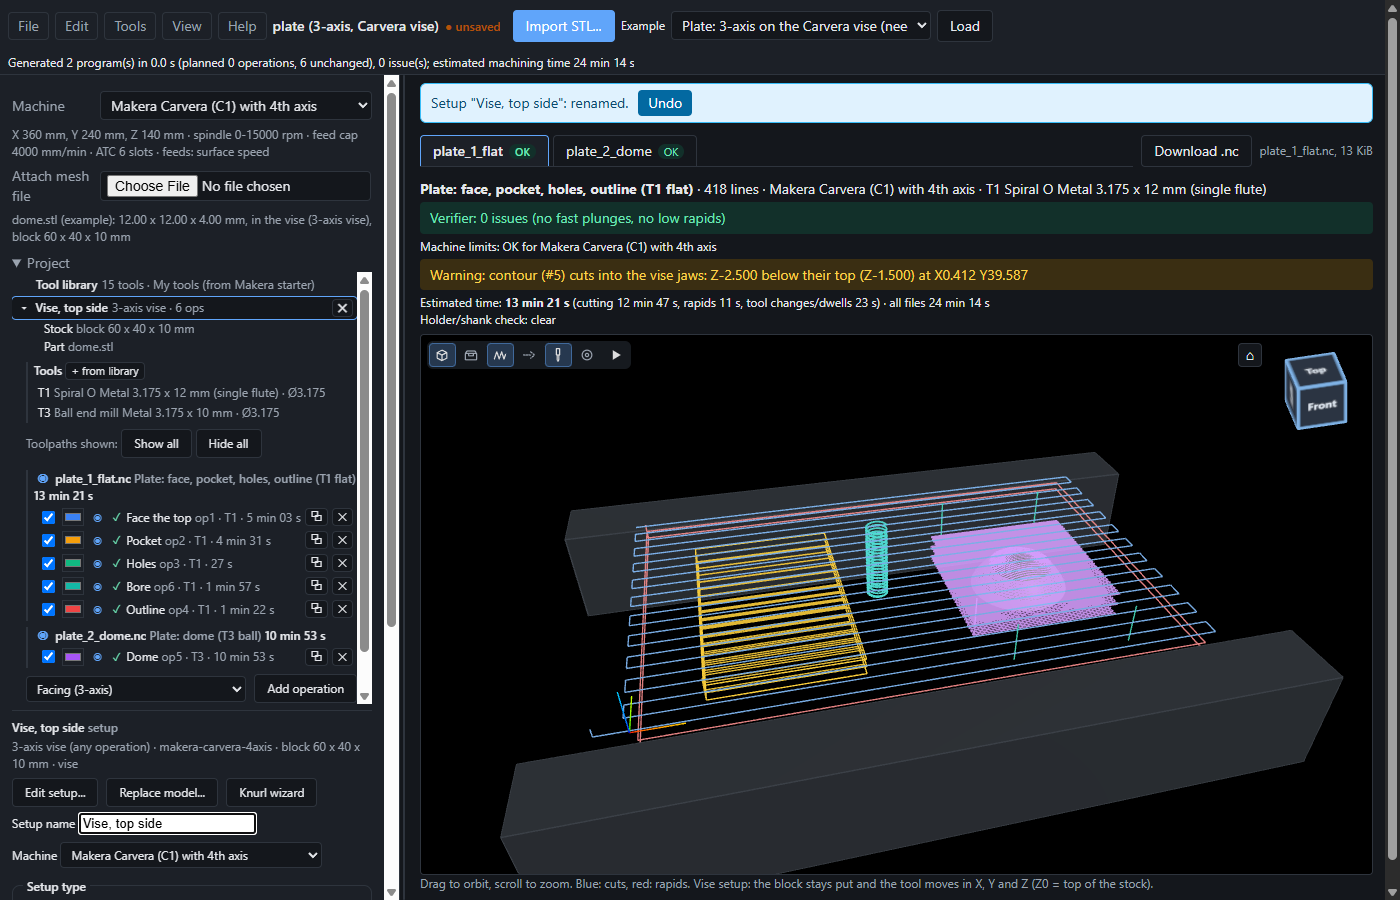 File Edit Tools View Help plate (3-axis, Carvera vise) • unsaved Import STL... Example Plate: 3-axis on the Carvera vise (nee Load
Generated 2 program(s) in 0.0 s (planned 0 operations, 6 unchanged), 0 issue(s); estimated machining time 24 min 14 s
Machine Makera Carvera (C1) with 4th axis
X 360 mm, Y 240 mm, Z 140 mm · spindle 0-15000 rpm · feed cap
4000 mm/min · ATC 6 slots · feeds: surface speed
Attach mesh
file
Choose File No file chosen
dome.stl (example): 12.00 x 12.00 x 4.00 mm, in the vise (3-axis vise),
block 60 x 40 x 10 mm
Project
Tool library 15 tools · My tools (from Makera starter)
Vise, top side 3-axis vise · 6 ops
Stock block 60 x 40 x 10 mm
Part dome.stl
Tools + from library
T1 Spiral O Metal 3.175 x 12 mm (single flute) · Ø3.175
T3 Ball end mill Metal 3.175 x 10 mm · Ø3.175
Toolpaths shown: Show all Hide all
plate_1_flat.nc Plate: face, pocket, holes, outline (T1 flat)
13 min 21 s
✓ Face the top op1 · T1 · 5 min 03 s
✓ Pocket op2 · T1 · 4 min 31 s
✓ Holes op3 · T1 · 27 s
✓ Bore op6 · T1 · 1 min 57 s
✓ Outline op4 · T1 · 1 min 22 s
plate_2_dome.nc Plate: dome (T3 ball) 10 min 53 s
✓ Dome op5 · T3 · 10 min 53 s
Facing (3-axis) Add operation
Vise, top side setup
3-axis vise (any operation) · makera-carvera-4axis · block 60 x 40 x
10 mm · vise
Edit setup... Replace model... Knurl wizard
Setup name Vise, top side
Machine Makera Carvera (C1) with 4th axis
Setup type
Setup "Vise, top side": renamed. Undo
plate_1_flat OK plate_2_dome OK Download .nc plate_1_flat.nc, 13 KiB
Plate: face, pocket, holes, outline (T1 flat) · 418 lines · Makera Carvera (C1) with 4th axis · T1 Spiral O Metal 3.175 x 12 mm (single flute)
Verifier: 0 issues (no fast plunges, no low rapids)
Machine limits: OK for Makera Carvera (C1) with 4th axis
Warning: contour (#5) cuts into the vise jaws: Z-2.500 below their top (Z-1.500) at X0.412 Y39.587
Estimated time: 13 min 21 s (cutting 12 min 47 s, rapids 11 s, tool changes/dwells 23 s) · all files 24 min 14 s
Holder/shank check: clear
Top
Front
Drag to orbit, scroll to zoom. Blue: cuts, red: rapids. Vise setup: the block stays put and the tool moves in X, Y and Z (Z0 = top of the stock).